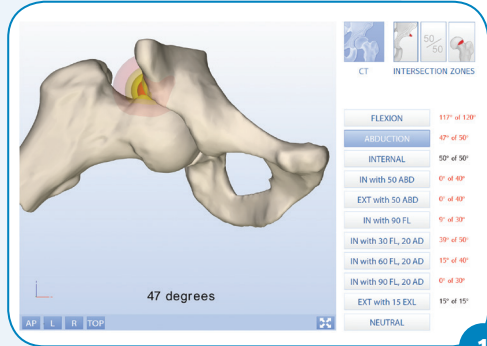 50
50
CT
INTERSECTION ZONES
FLEXION 117° of 120°
ABDUCTION 47° of 50°
INTERNAL 50° of 50°
IN with 50 ABD 0° of 40°
EXT with 50 ABD 0° of 40°
IN with 90 FL 9° of 30°
IN with 30 FL, 20 AD 39° of 50°
IN with 60 FL, 20 AD 15° of 40°
IN with 90 FL, 20 AD 0° of 30°
EXT with 15 EXL 15° of 15°
NEUTRAL
47 degrees
AP L R TOP